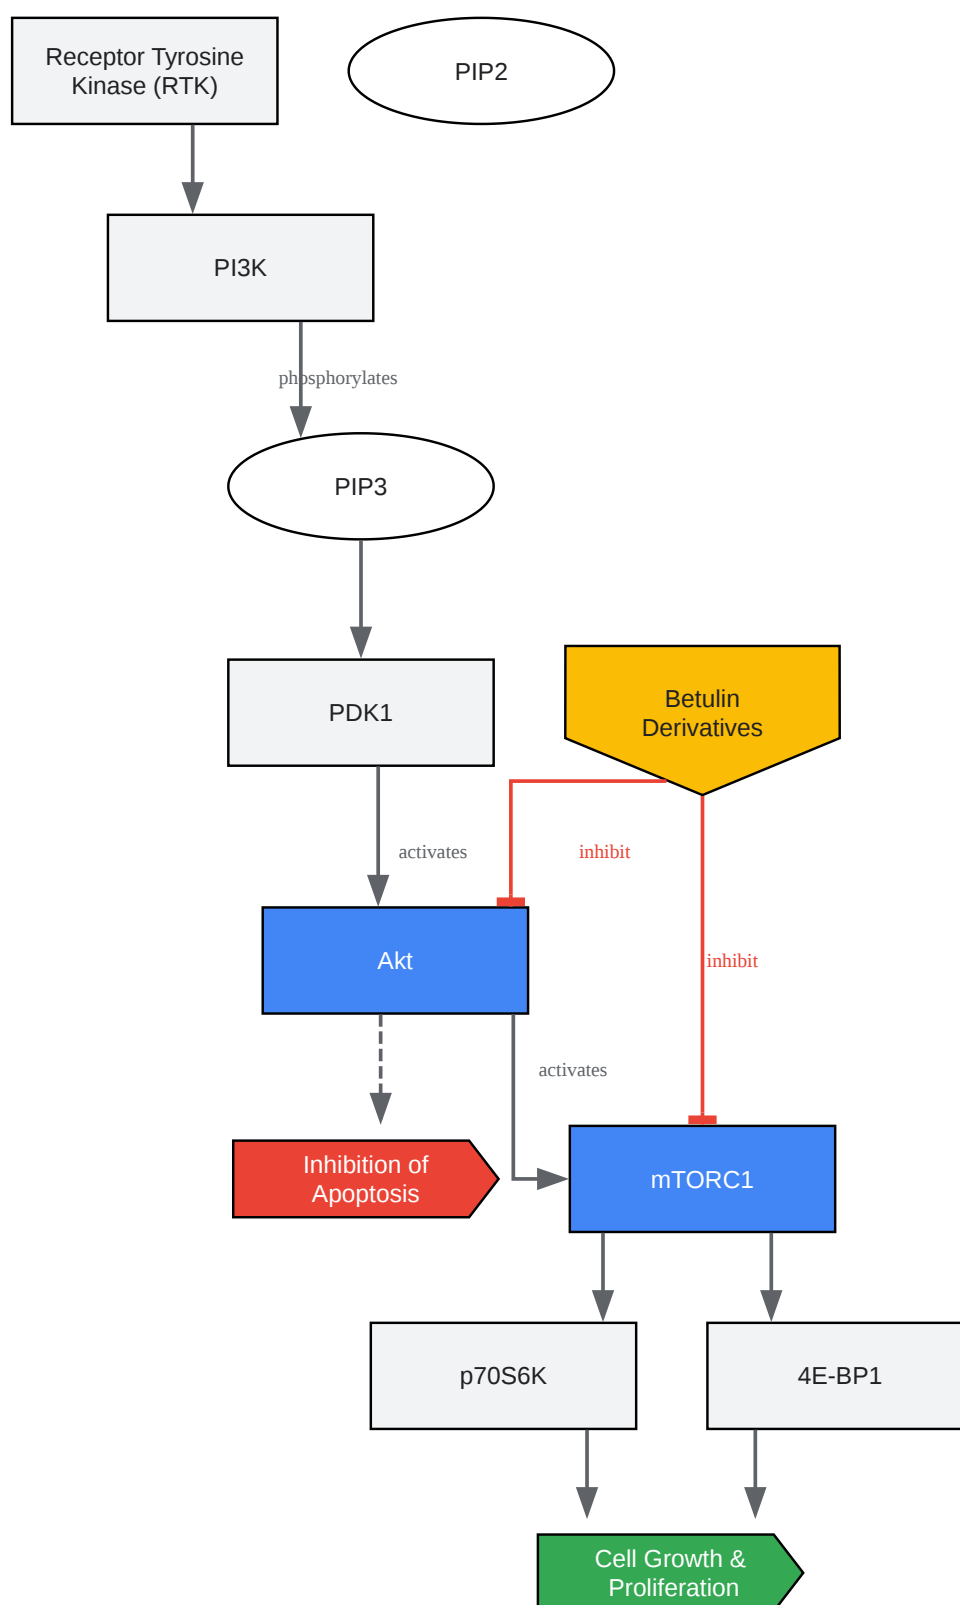 Receptor Tyrosine
Kinase (RTK)
PIP2
PI3K
phosphorylates
PIP3
PDK1
Betulin
Derivatives
activates
inhibit
Akt
inhibit
activates
Inhibition of
Apoptosis
mTORC1
p70S6K
4E-BP1
Cell Growth &
Proliferation